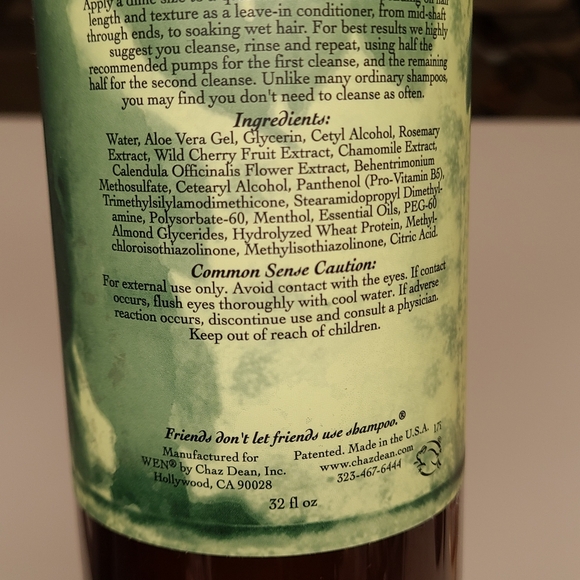 Apply a dime size to a
length and texture as a leave-in conditioner, from mid-shaft
through ends, to soaking wet hair. For best results we highly
suggest you cleanse, rinse and repeat, using half the
recommended pumps for the first cleanse, and the remaining
half for the second cleanse. Unlike many ordinary shampoos,
you may find you don't need to cleanse as often.
Ingredients:
Water, Aloe Vera Gel, Glycerin, Cetyl Alcohol, Rosemary
Extract, Wild Cherry Fruit Extract, Chamomile Extract,
Calendula Officinalis Flower Extract, Behentrimonium
Methosulfate, Cetearyl Alcohol, Panthenol (Pro-Vitamin B5),
Trimethylsilylamodimethicone, Stearamidopropyl Dimethyl-
amine, Polysorbate-60, Menthol, Essential Oils, PEG-60
Almond Glycerides, Hydrolyzed Wheat Protein, Methyl-
chloroisothiazolinone, Methylisothiazolinone, Citric Acid.
Common Sense Caution:
For external use only. Avoid contact with the eyes. If contact
occurs, flush eyes thoroughly with cool water. If adverse
reaction occurs, discontinue use and consult a physician.
Keep out of reach of children.
Friends don't let friends use shampoo.®
Manufactured for
WEN® by Chaz Dean, Inc.
Hollywood, CA 90028
Patented. Made in the U.S.A.
www.chazdean.com
323-467-6444
32 fl oz